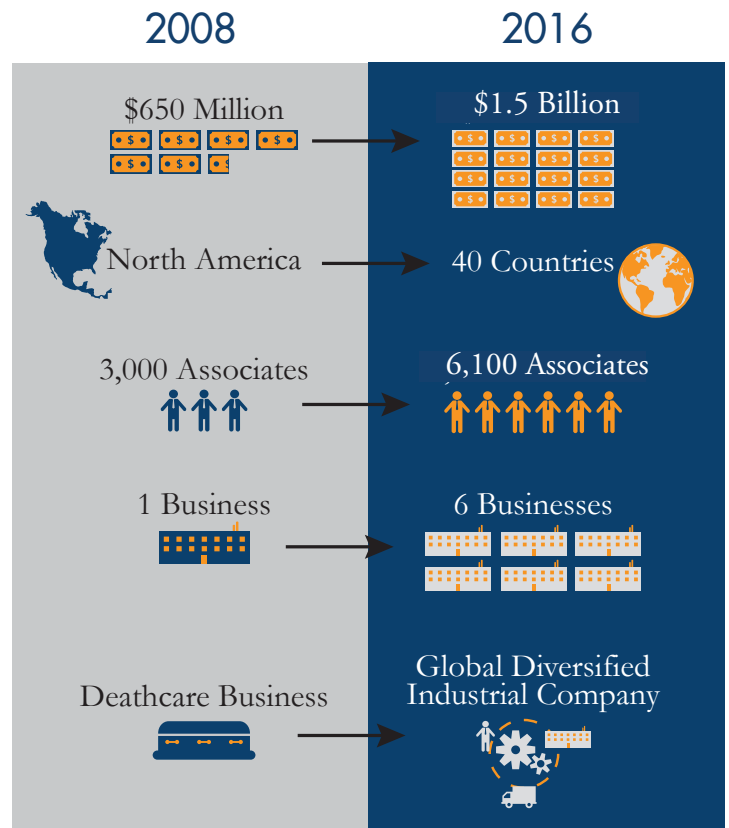 2008
2016
$650 Million
$1.5 Billion
North America
40 Countries
3,000 Associates
6,100 Associates
1 Business
6 Businesses
Deathcare Business
Global Diversified
Industrial Company